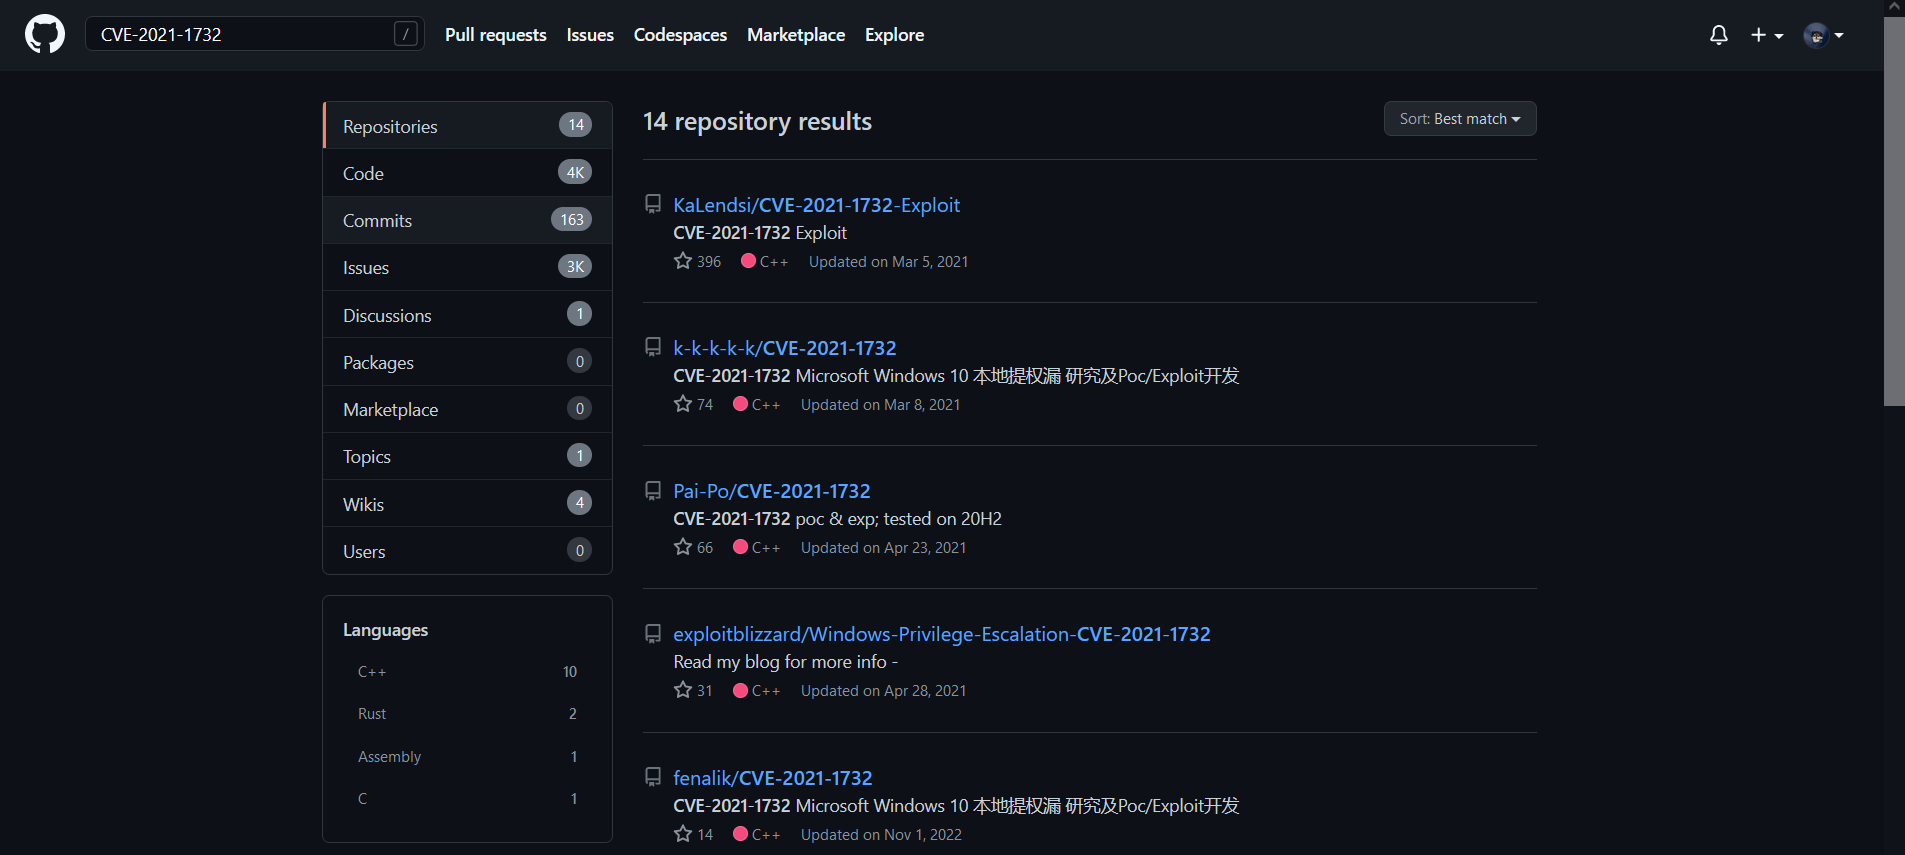 CVE-2021-1732 / Pull requests Issues Codespaces Marketplace Explore
Repositories 14
Code 4K
Commits 163
Issues 3K
Discussions 1
Packages 0
Marketplace 0
Topics 1
Wikis 4
Users 0
Languages
C++ 10
Rust 2
Assembly 1
C 1
14 repository results
Sort: Best match
KaLendsi/CVE-2021-1732-Exploit
CVE-2021-1732 Exploit
396 C++ Updated on Mar 5, 2021
k-k-k-k-k/CVE-2021-1732
CVE-2021-1732 Microsoft Windows 10 本地提权漏 研究及Poc/Exploit开发
74 C++ Updated on Mar 8, 2021
Pai-Po/CVE-2021-1732
CVE-2021-1732 poc & exp; tested on 20H2
66 C++ Updated on Apr 23, 2021
exploitblizzard/Windows-Privilege-Escalation-CVE-2021-1732
Read my blog for more info -
31 C++ Updated on Apr 28, 2021
fenalik/CVE-2021-1732
CVE-2021-1732 Microsoft Windows 10 本地提权漏 研究及Poc/Exploit开发
14 C++ Updated on Nov 1, 2022